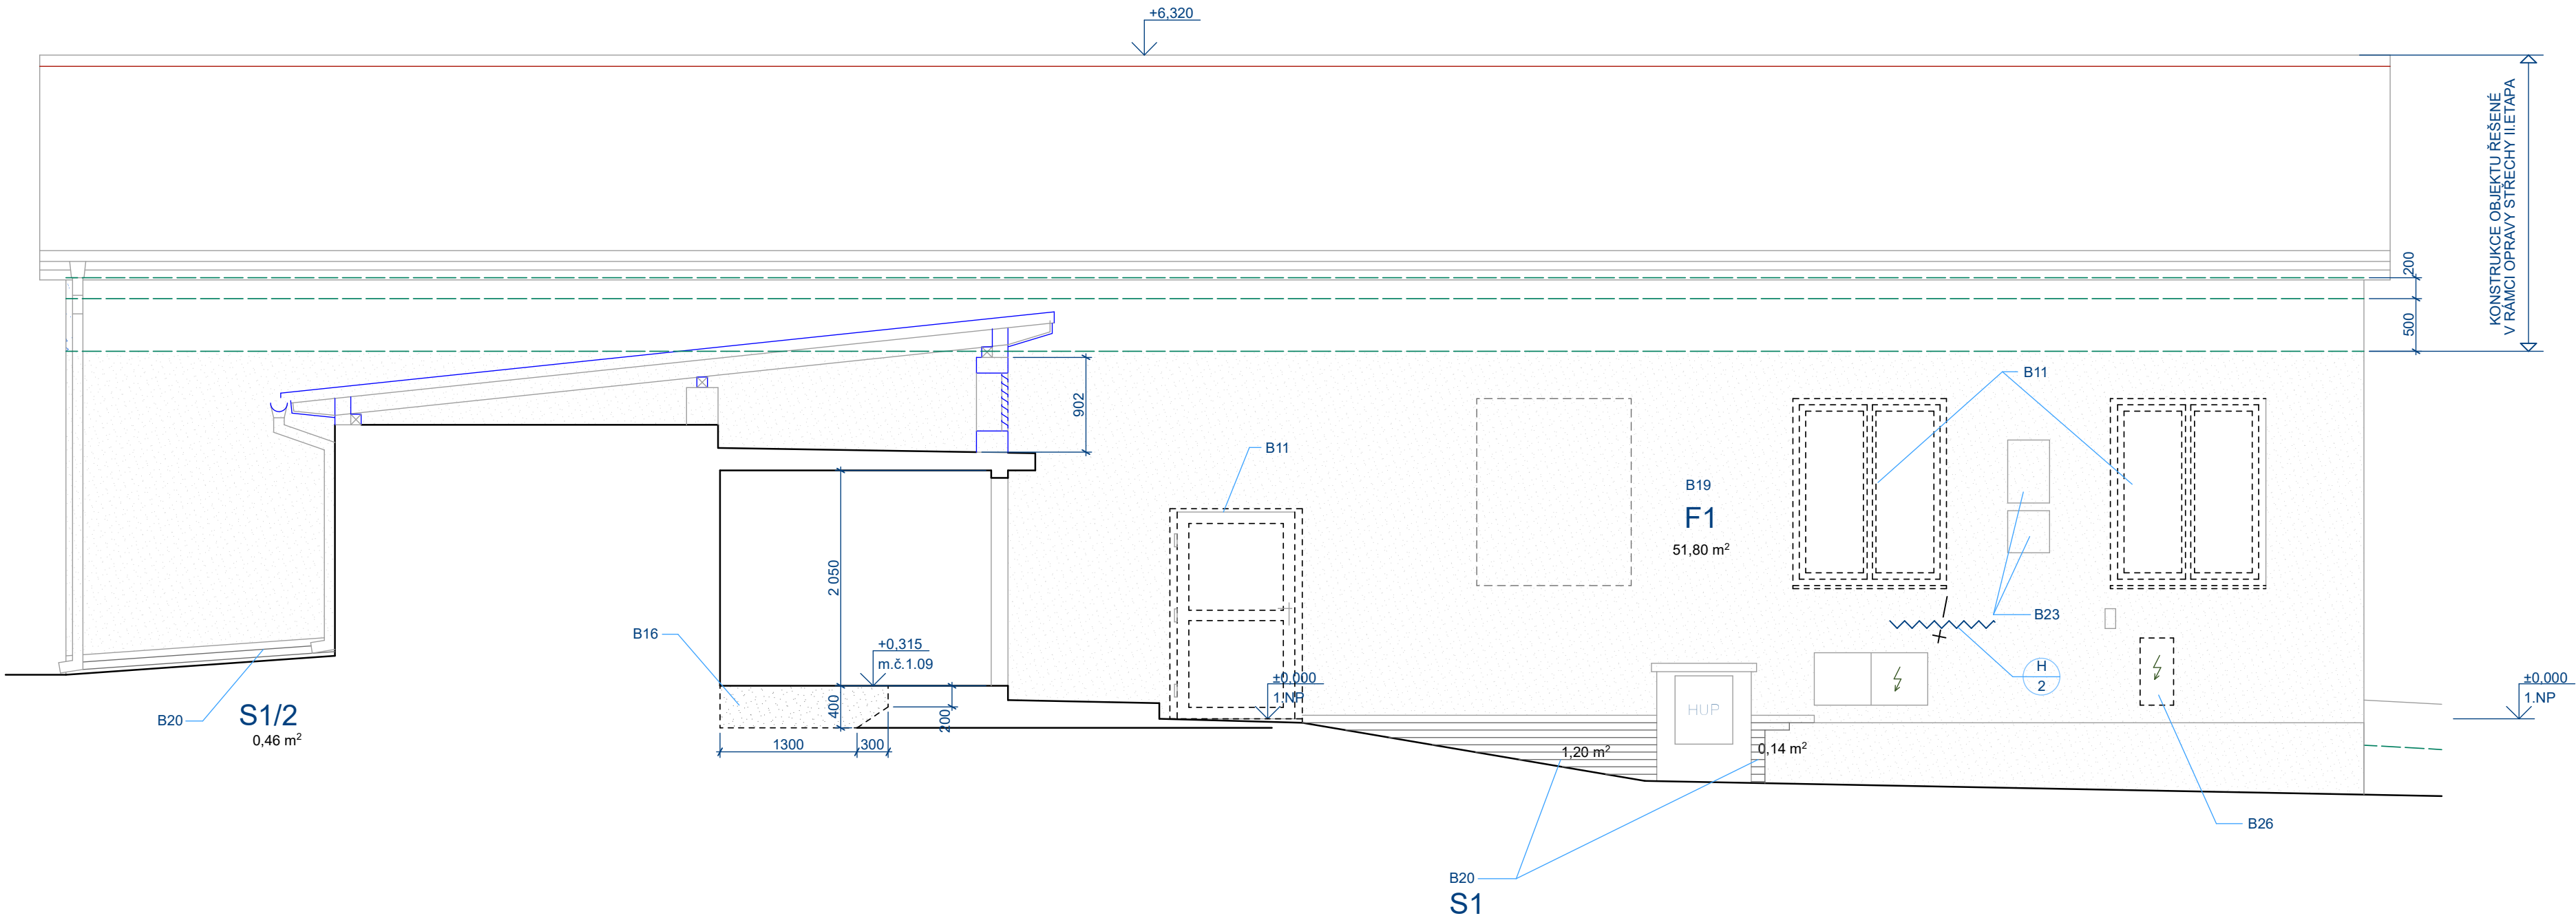 +6,320
KONSTRUKCE OBJEKTU ŘEŠENÉ
V RÁMCI OPRAVY STŘECHY II.ETAPA
200
500
B11
902
B11
B19
F1
51,80 m²
2 050
B23
B16
+0,315
m.č.1.09
H
2
±0,000
1.NP
±0,000
1.NP
400
200
HUP
B20
S1/2
0,46 m²
1300
300
1,20 m²
0,14 m²
B26
B20
S1